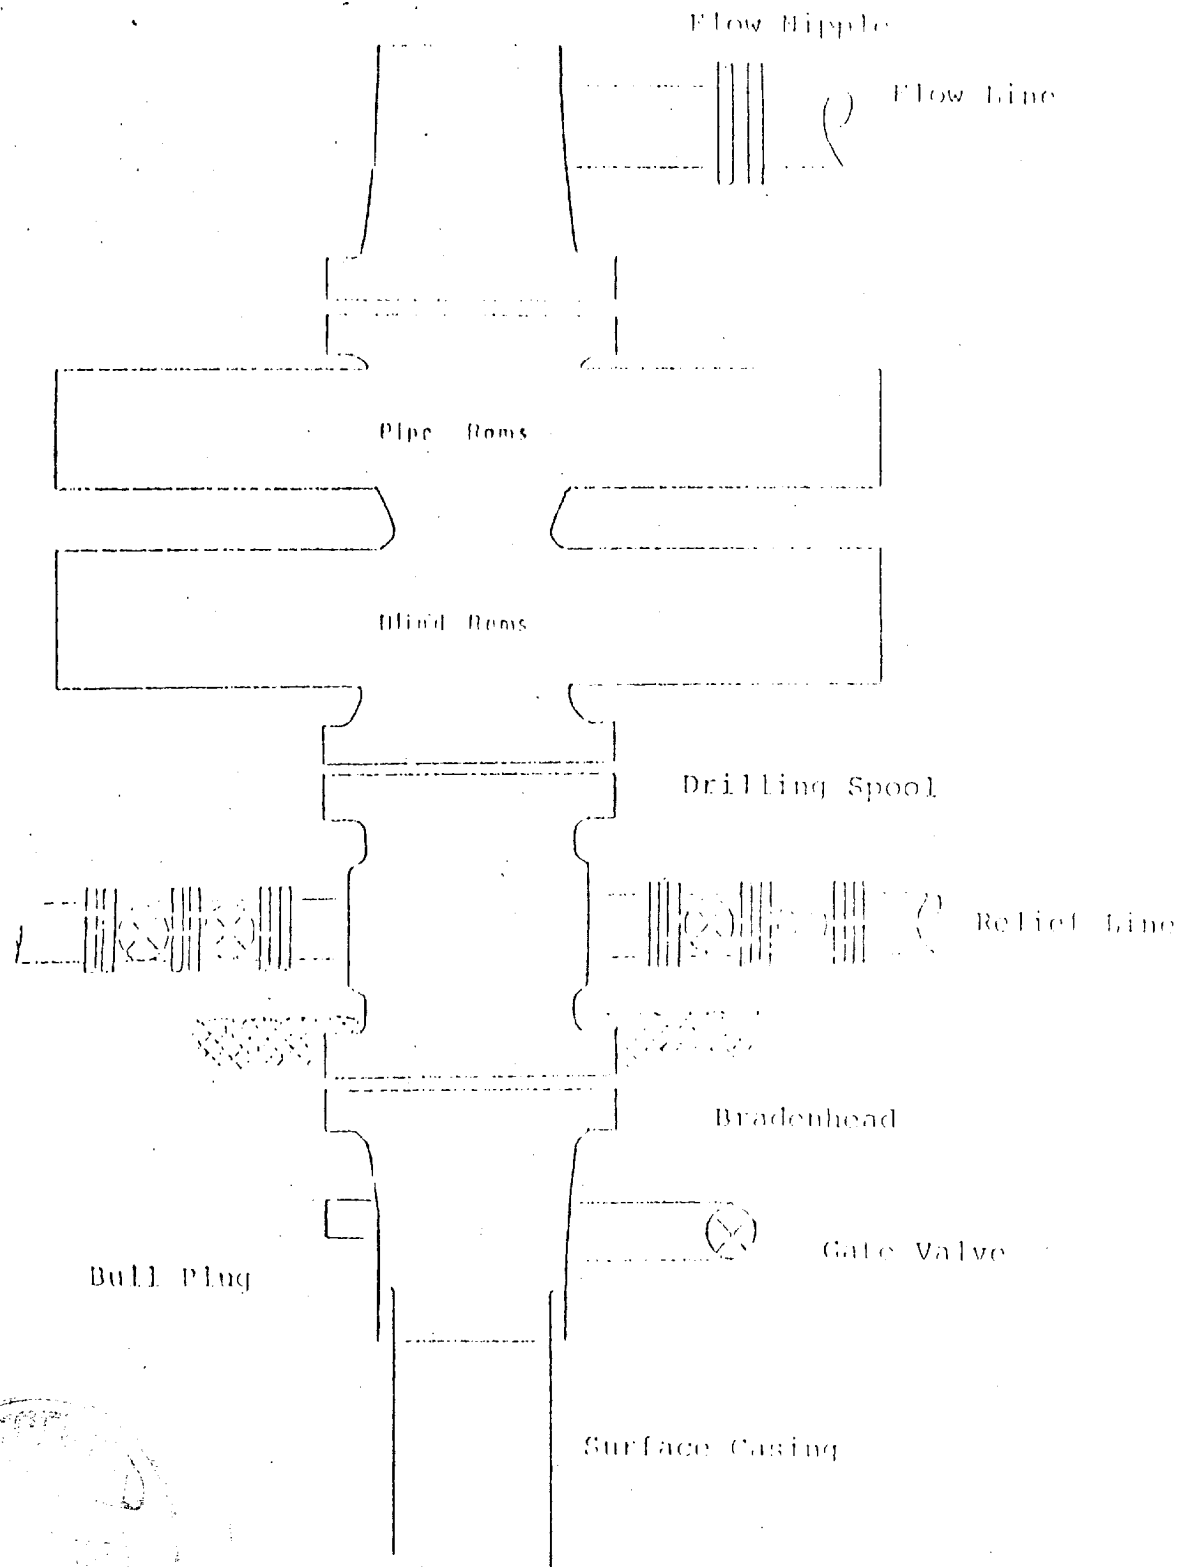 Flow Nipple
Flow Line
Pipe Rams
Blind Rams
Drilling Spool
Relief Line
Bradenhead
Gate Valve
Bull Plug
Surface Casing